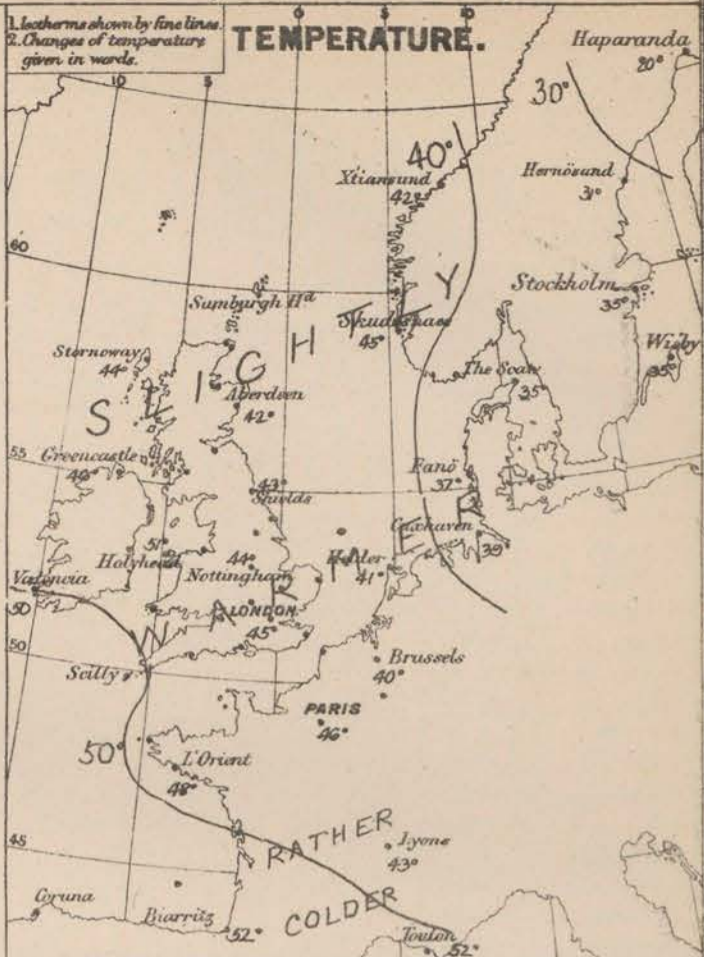 1. Isotherms shown by fine lines.
2. Changes of temperature
given in words.
TEMPERATURE.
10 5 0 5 10
Haparanda
20°
30°
40°
Xtiansund
42°
Hernösand
31°
60
Sumburgh Hd
Stockholm
35°
Skudesnaes
45°
Wisby
35°
Stornoway
44°
The Scaw
35°
Aberdeen
42°
SLIGHTLY
55
Greencastle
Fanö
37°
43°
Shields
Cuxhaven
39°
51°
Holyhead
44°
Nottingham
Helder
41°
Valencia
50
LONDON
45°
WARMER
50
Scilly
Brussels
40°
PARIS
46°
50°
L'Orient
48°
45
RATHER
Lyons
43°
COLDER
Coruna
Biarritz
52°
Toulon
52°